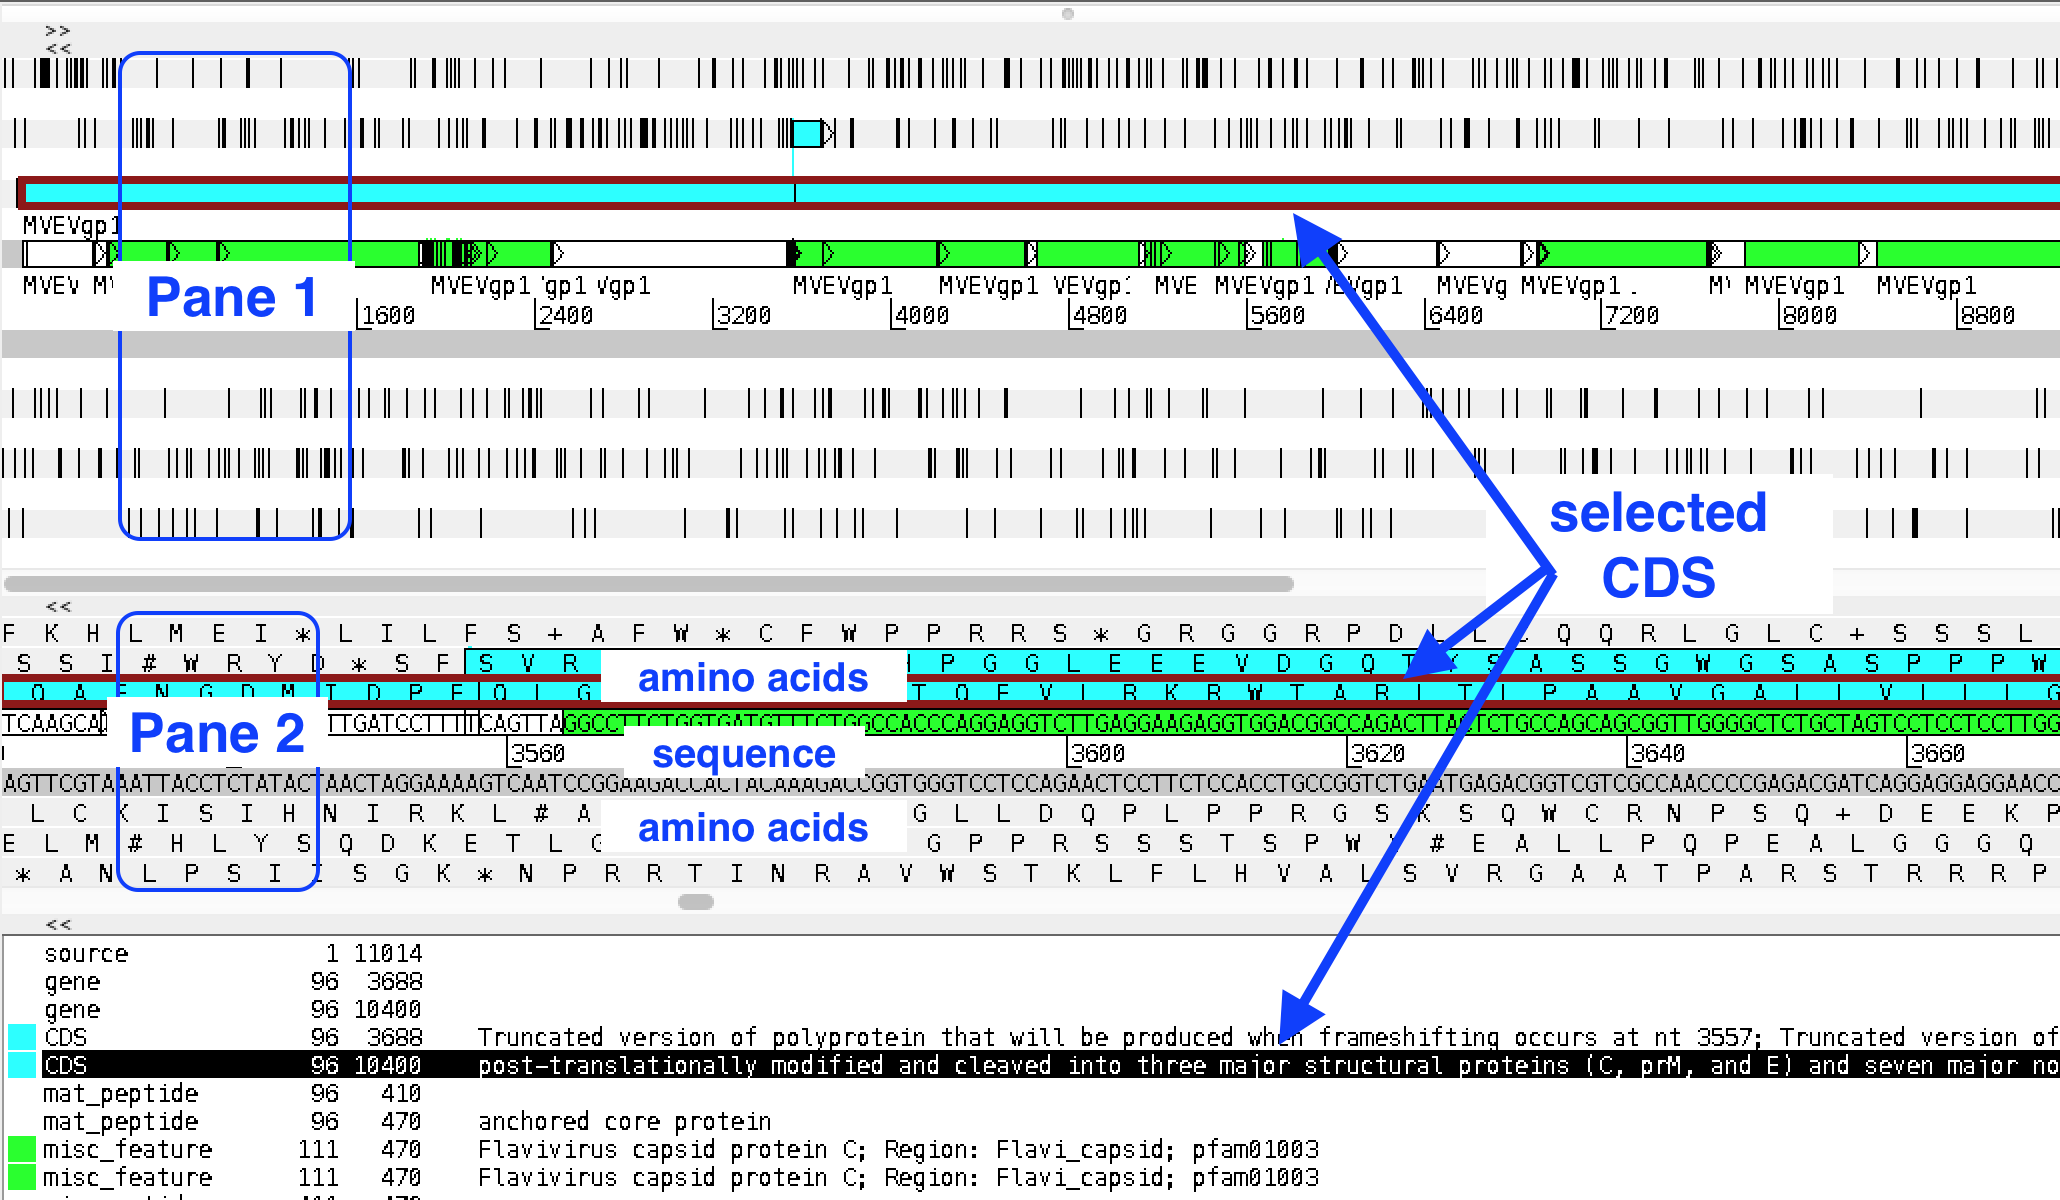 >>
<<
MVEVgp1
MVEV
MVEVgp1 'gp1 Vgp1 MVEVgp1 MVEVgp1 VEVgp1 MVE MVEVgp1 EVgp1 MVEVg MVEVgp1 . MVEVgp1 MVEVgp1
Pane 1
1600 2400 3200 4000 4800 5600 6400 7200 8000 8800
selected
CDS
<<
F K H L M E I * L I L F S + A F W * C F W P P R R S * G R G G R P D L L C Q Q R L G L C + S S S L
S S I # W R Y D * S F S V R P G G L E E E V D G Q T K S A S S G W G S A S P P P W
amino acids
Q A E N G D M T D P F Q L G T Q E V L R K R W T A R L T L P A A V G A L L V L L L G
TCAAGCA TTGATCCTTTTCAGTTAGGCCTTCTGGTGATGTTTCTGGCCACCCAGGAGGTCTTGAGGAAGAGGTGGACGGCCAGACTTACTCTGCCAGCAGCGGTTGGGGCTCTGCTAGTCCTCCTCCTTGG
Pane 2
sequence
3560 3600 3620 3640 3660
AGTTCGTAAATTACCTCTATACTAACTAGGAAAAGTCAATCCGGAAGACCACTACAAAGACCGGTGGGTCCTCCAGAACTCCTTCTCCACCTGCCGGTCTGAATGAGACGGTCGTCGCCAACCCCGAGACGATCAGGAGGAGGAACC
L C K I S I H N I R K L # A G L L D Q P L P P R G S K S Q W C R N P S Q + D E E K P
amino acids
E L M # H L Y S Q D K E T L G G P P R S S S T S P W # E A L L P Q P E A L G G G Q
* A N L P S I I S G K * N P R R T I N R A V W S T K L F L H V A L S V R G A A T P A R S T R R R P
<<
source 1 11014
gene 96 3688
gene 96 10400
CDS 96 3688 Truncated version of polyprotein that will be produced when frameshifting occurs at nt 3557; Truncated version of
CDS 96 10400 post-translationally modified and cleaved into three major structural proteins (C, prM, and E) and seven major no
mat_peptide 96 410
mat_peptide 96 470 anchored core protein
misc_feature 111 470 Flavivirus capsid protein C; Region: Flavi_capsid; pfam01003
misc_feature 111 470 Flavivirus capsid protein C; Region: Flavi_capsid; pfam01003